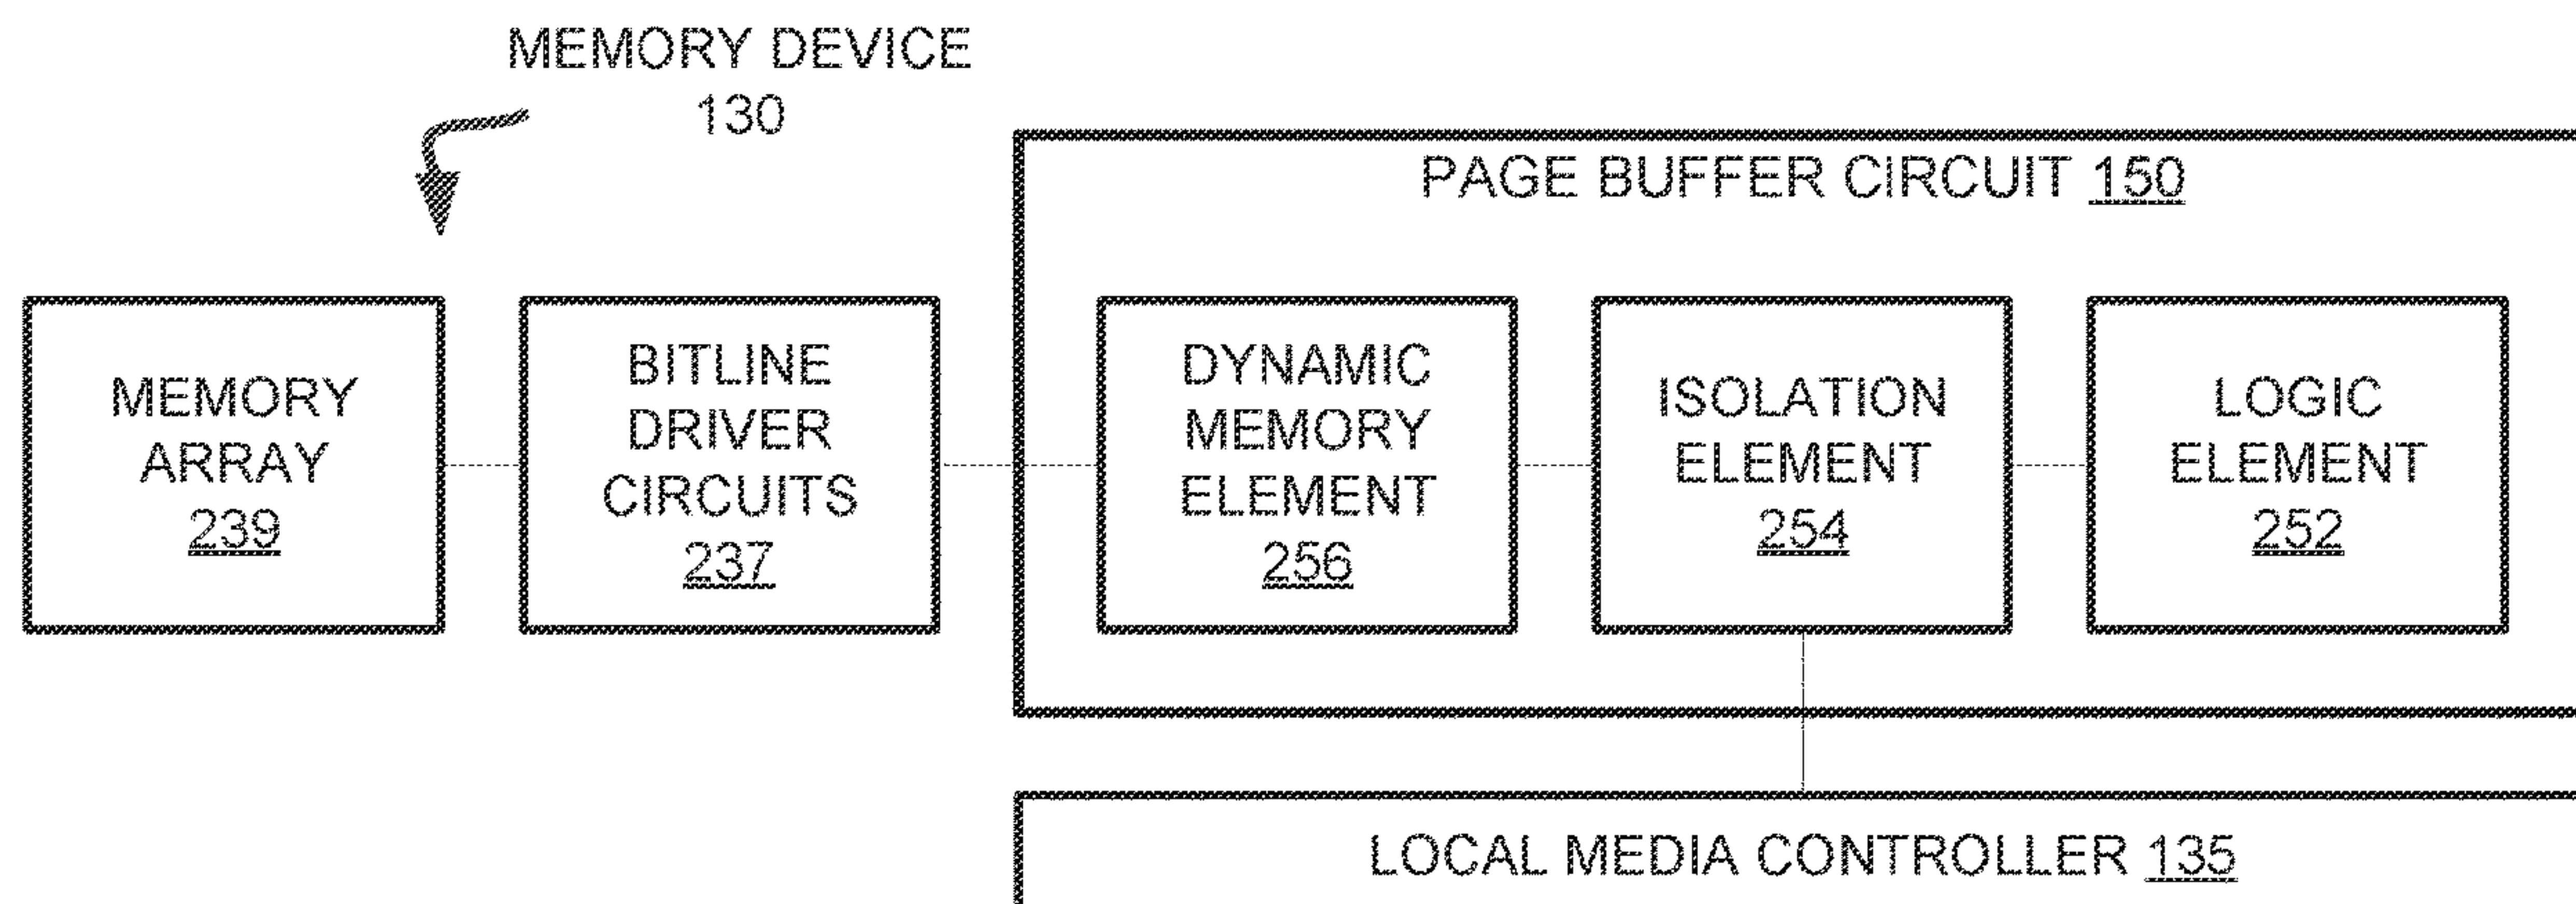 MEMORY DEVICE
130
PAGE BUFFER CIRCUIT 150
MEMORY
ARRAY
239
BITLINE
DRIVER
CIRCUITS
237
DYNAMIC
MEMORY
ELEMENT
256
ISOLATION
ELEMENT
254
LOGIC
ELEMENT
252
LOCAL MEDIA CONTROLLER 135